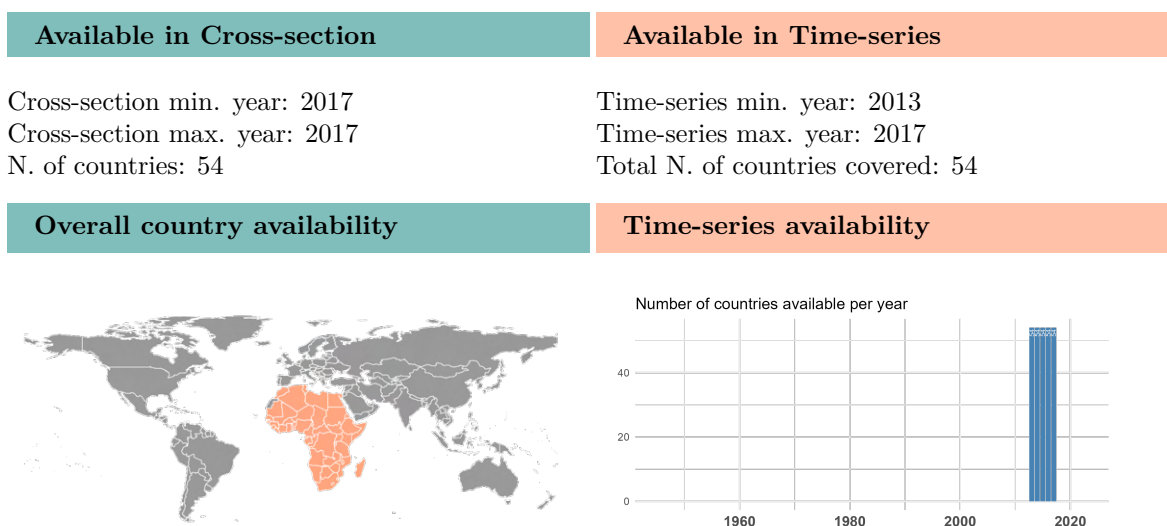 Available in Cross-section
Cross-section min. year: 2017
Cross-section max. year: 2017
N. of countries: 54
Available in Time-series
Time-series min. year: 2013
Time-series max. year: 2017
Total N. of countries covered: 54
Overall country availability
Time-series availability
Number of countries available per year
40
20
0
1960 1980 2000 2020